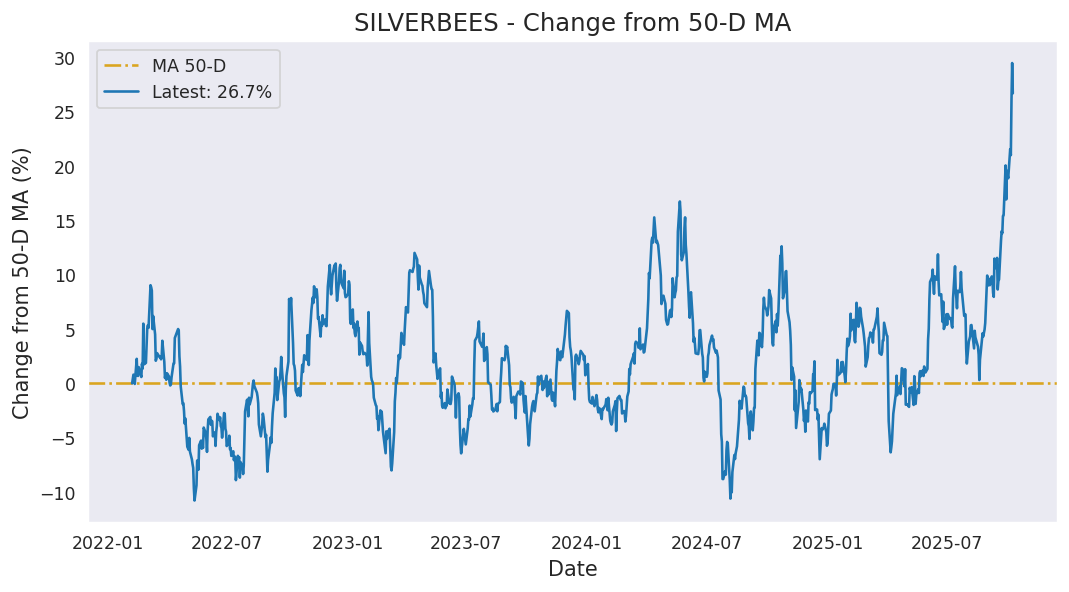 SILVERBEES - Change from 50-D MA
MA 50-D
Latest: 26.7%
Change from 50-D MA (%)
30
25
20
15
10
5
0
−5
−10
2022-01 2022-07 2023-01 2023-07 2024-01 2024-07 2025-01 2025-07
Date